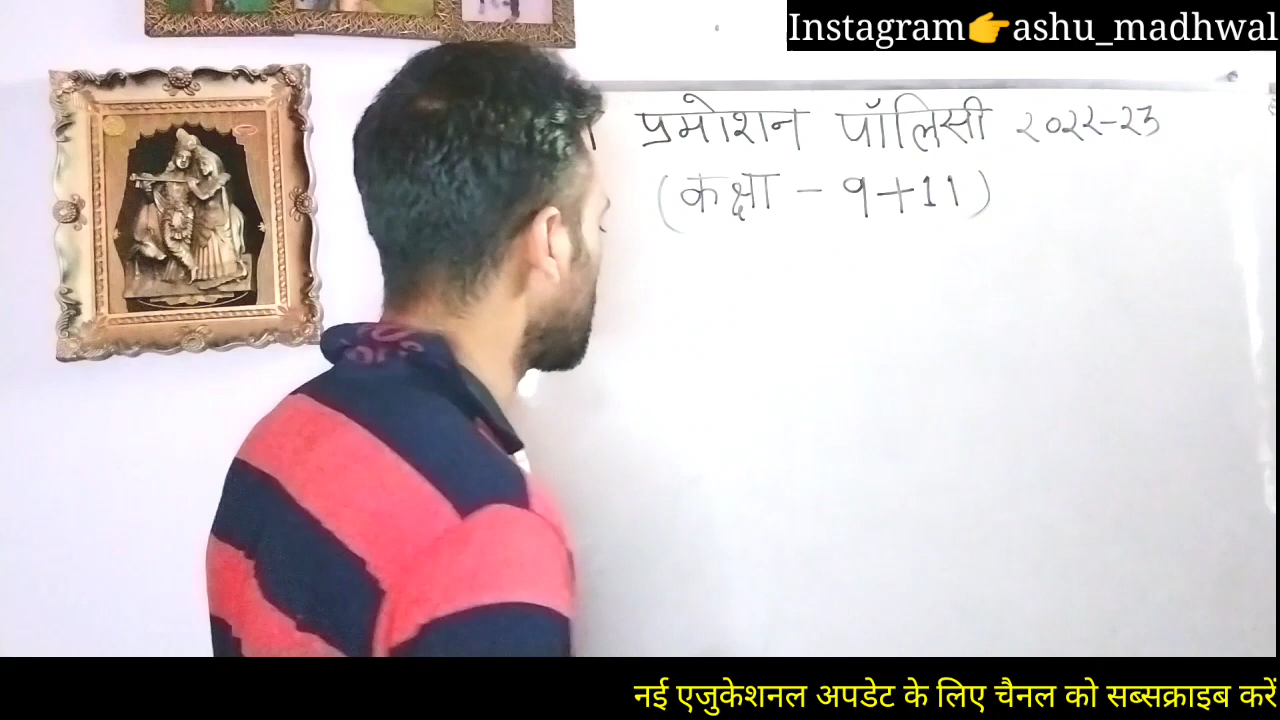 Instagram👉ashu_madhwal
प्रमोशन पॉलिसी २०२२-२३
(कक्षा - 9+11)
नई एजुकेशनल अपडेट के लिए चैनल को सब्सक्राइब करें